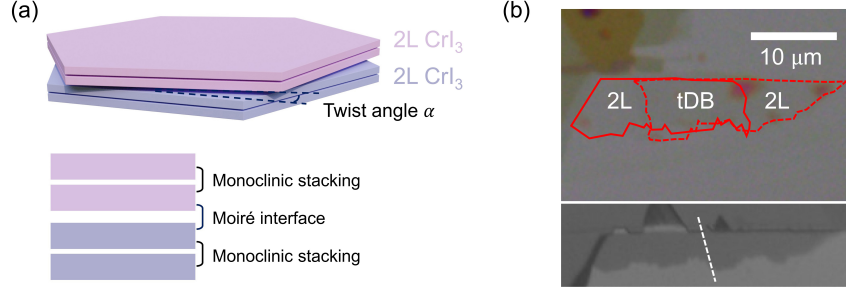 (a)
2L CrI₃
2L CrI₃
Twist angle α
Monoclinic stacking
Moiré interface
Monoclinic stacking
(b)
10 μm
2L
tDB
2L